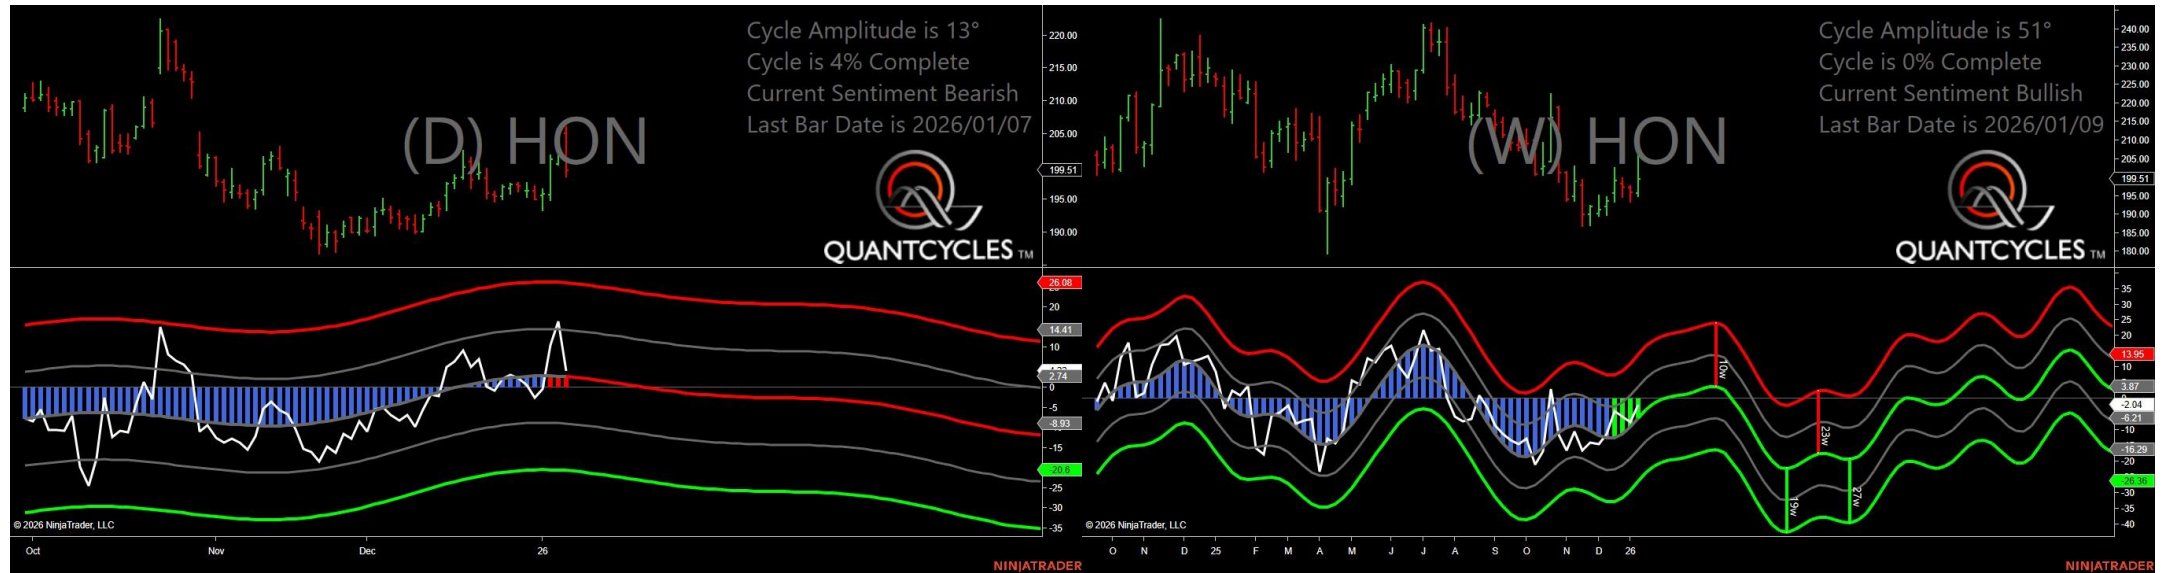 Cycle Amplitude is 13°
Cycle is 4% Complete
Current Sentiment Bearish
Last Bar Date is 2026/01/07
(D) HON
QUANTCYCLES TM
220.00
215.00
210.00
205.00
199.51
195.00
190.00
26.08
20
14.41
10
2.74
0
-5
-8.93
-15
-20.6
-25
-30
-35
© 2026 NinjaTrader, LLC
Oct Nov Dec 26
NINJATRADER
Cycle Amplitude is 51°
Cycle is 0% Complete
Current Sentiment Bullish
Last Bar Date is 2026/01/09
(W) HON
QUANTCYCLES TM
240.00
235.00
230.00
225.00
220.00
215.00
210.00
205.00
199.51
195.00
190.00
185.00
180.00
35
30
25
20
13.95
10
3.87
-2.04
-6.21
-10
-16.29
-20
-26.36
-30
-35
-40
10w
23w
19w
27w
© 2026 NinjaTrader, LLC
O N D 25 F M A M J J A S O N D 26
NINJATRADER